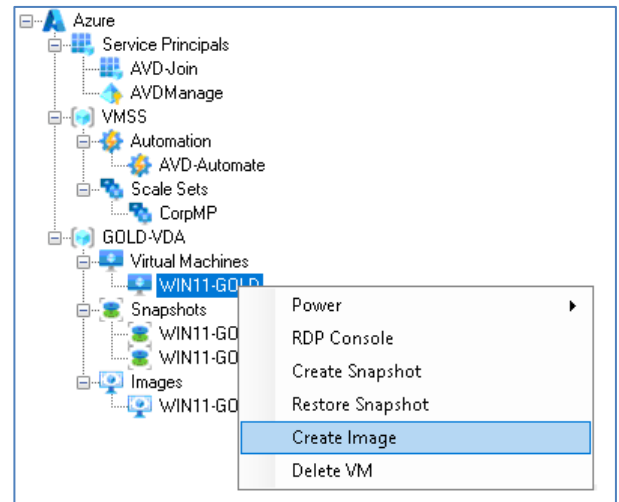 Azure
Service Principals
AVD-Join
AVDManage
VMSS
Automation
AVD-Automate
Scale Sets
CorpMP
GOLD-VDA
Virtual Machines
WIN11-GOLD
Snapshots
WIN11-GO
WIN11-GO
Images
WIN11-GO
Power
RDP Console
Create Snapshot
Restore Snapshot
Create Image
Delete VM